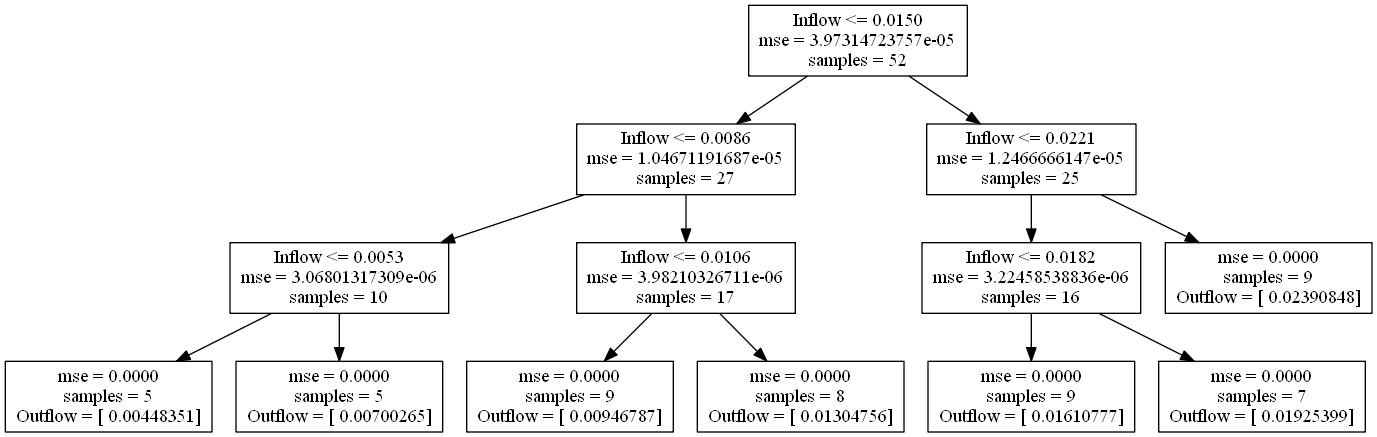 Inflow <= 0.0150
mse = 3.97314723757e-05
samples = 52
Inflow <= 0.0086
mse = 1.04671191687e-05
samples = 27
Inflow <= 0.0221
mse = 1.2466666147e-05
samples = 25
Inflow <= 0.0053
mse = 3.06801317309e-06
samples = 10
Inflow <= 0.0106
mse = 3.98210326711e-06
samples = 17
Inflow <= 0.0182
mse = 3.22458538836e-06
samples = 16
mse = 0.0000
samples = 9
Outflow = [ 0.02390848]
mse = 0.0000
samples = 5
Outflow = [ 0.00448351]
mse = 0.0000
samples = 5
Outflow = [ 0.00700265]
mse = 0.0000
samples = 9
Outflow = [ 0.00946787]
mse = 0.0000
samples = 8
Outflow = [ 0.01304756]
mse = 0.0000
samples = 9
Outflow = [ 0.01610777]
mse = 0.0000
samples = 7
Outflow = [ 0.01925399]